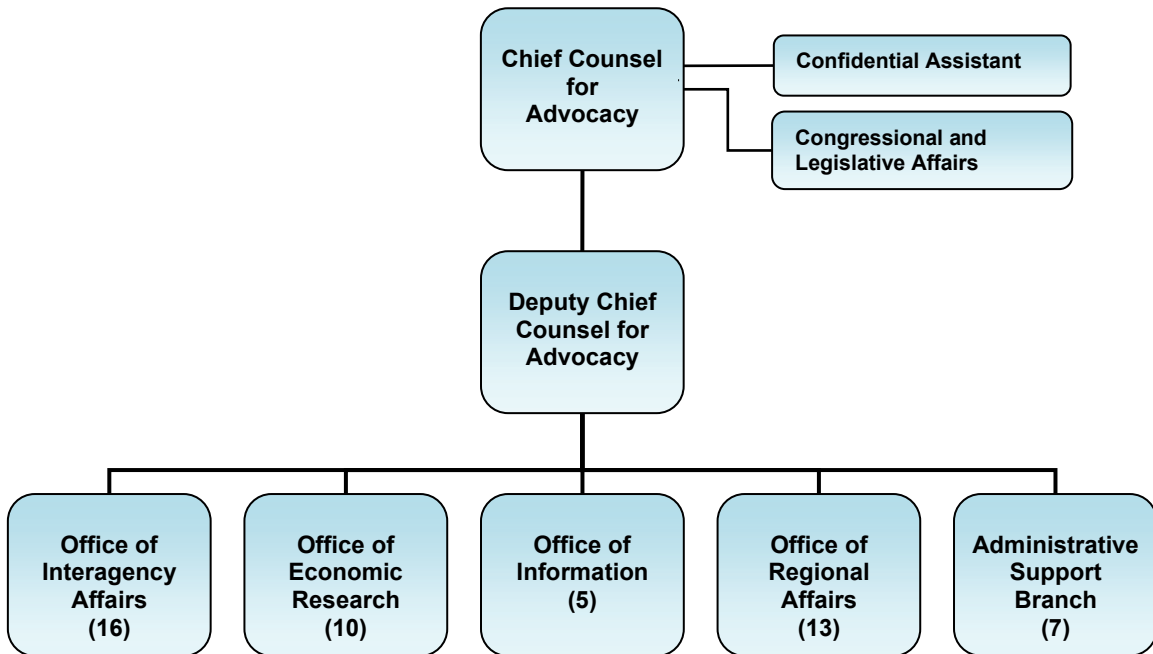 Chief Counsel
for
Advocacy
Confidential Assistant
Congressional and
Legislative Affairs
Deputy Chief
Counsel for
Advocacy
Office of
Interagency
Affairs
(16)
Office of
Economic
Research
(10)
Office of
Information
(5)
Office of
Regional
Affairs
(13)
Administrative
Support
Branch
(7)